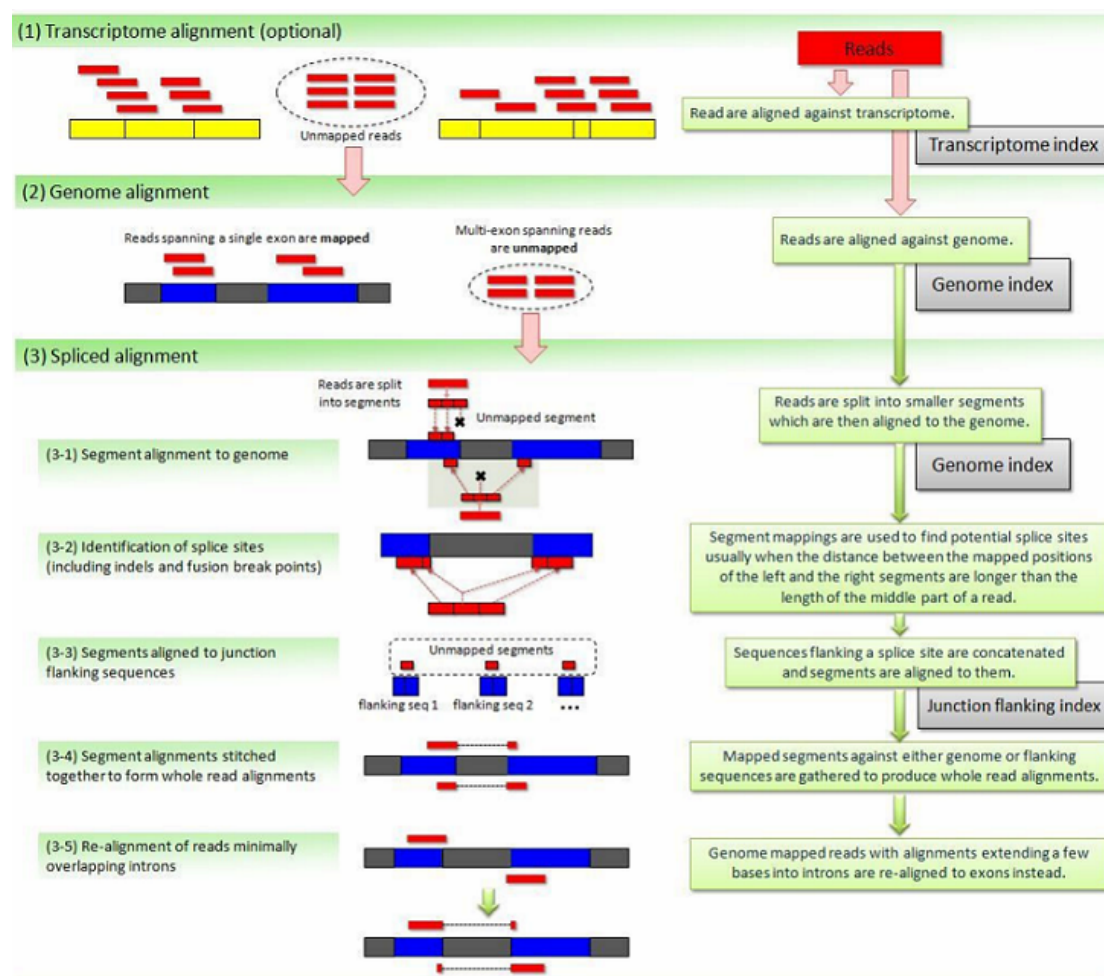 (1) Transcriptome alignment (optional)
Reads
Unmapped reads
Read are aligned against transcriptome.
Transcriptome index
(2) Genome alignment
Reads spanning a single exon are mapped
Multi-exon spanning reads
are unmapped
Reads are aligned against genome.
Genome index
(3) Spliced alignment
Reads are split
into segments
Unmapped segment
(3-1) Segment alignment to genome
Reads are split into smaller segments
which are then aligned to the genome.
Genome index
(3-2) Identification of splice sites
(including indels and fusion break points)
Segment mappings are used to find potential splice sites
usually when the distance between the mapped positions
of the left and the right segments are longer than the
length of the middle part of a read.
(3-3) Segments aligned to junction
flanking sequences
Unmapped segments
flanking seq 1
flanking seq 2
•••
Sequences flanking a splice site are concatenated
and segments are aligned to them.
Junction flanking index
(3-4) Segment alignments stitched
together to form whole read alignments
Mapped segments against either genome or flanking
sequences are gathered to produce whole read alignments.
(3-5) Re-alignment of reads minimally
overlapping introns
Genome mapped reads with alignments extending a few
bases into introns are re-aligned to exons instead.